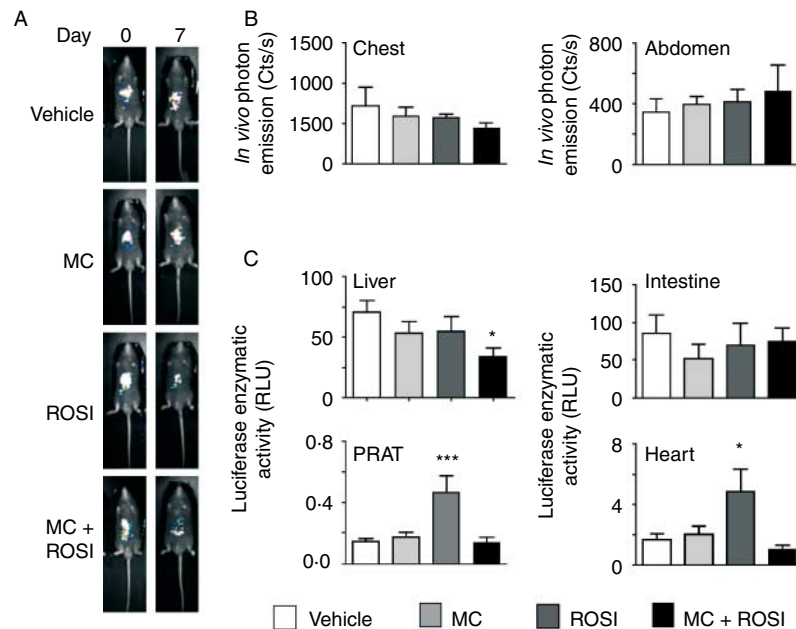 A
Day 0 7
Vehicle
MC
ROSI
MC +
ROSI
B
In vivo photon
emission (Cts/s)
1500
1000
1500
0
Chest
In vivo photon
emission (Cts/s)
800
400
0
Abdomen
C
Luciferase enzymatic
activity (RLU)
100
50
0
Liver
*
0·8
0·4
0·0
PRAT
***
Luciferase enzymatic
activity (RLU)
150
100
50
0
Intestine
8
4
0
Heart
*
Vehicle MC ROSI MC + ROSI